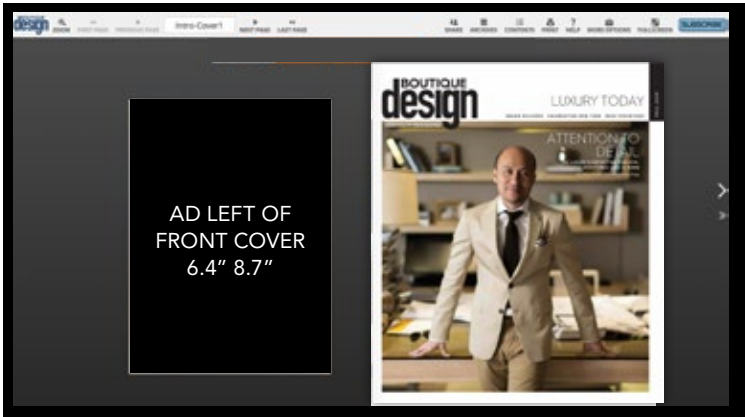 design
ZOOM
FIRST PAGE
PREVIOUS PAGE
Intro-Cover1
NEXT PAGE
LAST PAGE
SHARE
ARCHIVES
CONTENTS
PRINT
HELP
MORE OPTIONS
FULLSCREEN
SUBSCRIBE
AD LEFT OF
FRONT COVER
6.4” 8.7”
BOUTIQUE
design
LUXURY TODAY
ATTENTION TO
DETAIL